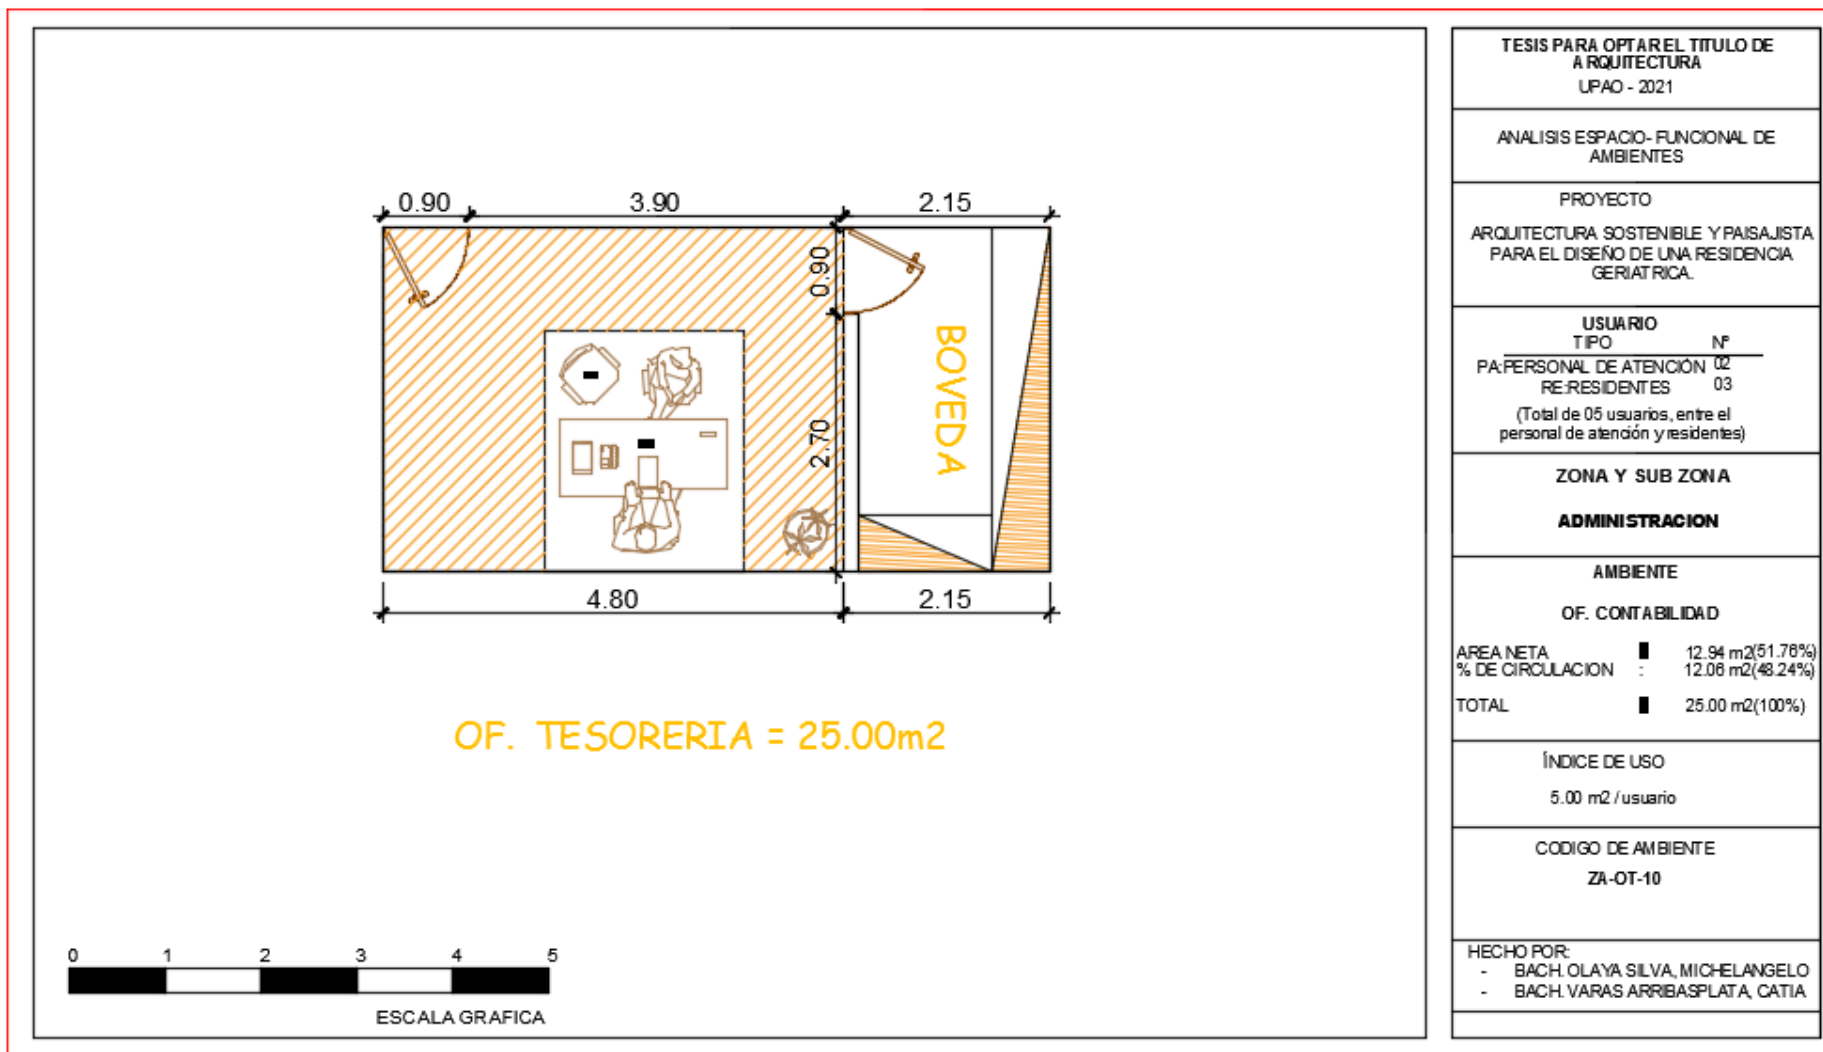 0.90 3.90 2.15
0.90
2.70
BOVEDA
4.80 2.15
OF. TESORERIA = 25.00m2
0 1 2 3 4 5
ESCALA GRAFICA
TESIS PARA OPTAR EL TITULO DE
ARQUITECTURA
UPAO - 2021
ANALISIS ESPACIO- FUNCIONAL DE
AMBIENTES
PROYECTO
ARQUITECTURA SOSTENIBLE Y PAISAJISTA
PARA EL DISEÑO DE UNA RESIDENCIA
GERIATRICA.
USUARIO
TIPO Nº
PA:PERSONAL DE ATENCIÓN 02
RE:RESIDENTES 03
(Total de 05 usuarios, entre el
personal de atención y residentes)
ZONA Y SUB ZONA
ADMINISTRACION
AMBIENTE
OF. CONTABILIDAD
AREA NETA 12.94 m2(51.76%)
% DE CIRCULACION : 12.06 m2(48.24%)
TOTAL 25.00 m2(100%)
ÍNDICE DE USO
5.00 m2 / usuario
CODIGO DE AMBIENTE
ZA-OT-10
HECHO POR:
- BACH. OLAYA SILVA, MICHELANGELO
- BACH. VARAS ARRIBASPLATA, CATIA